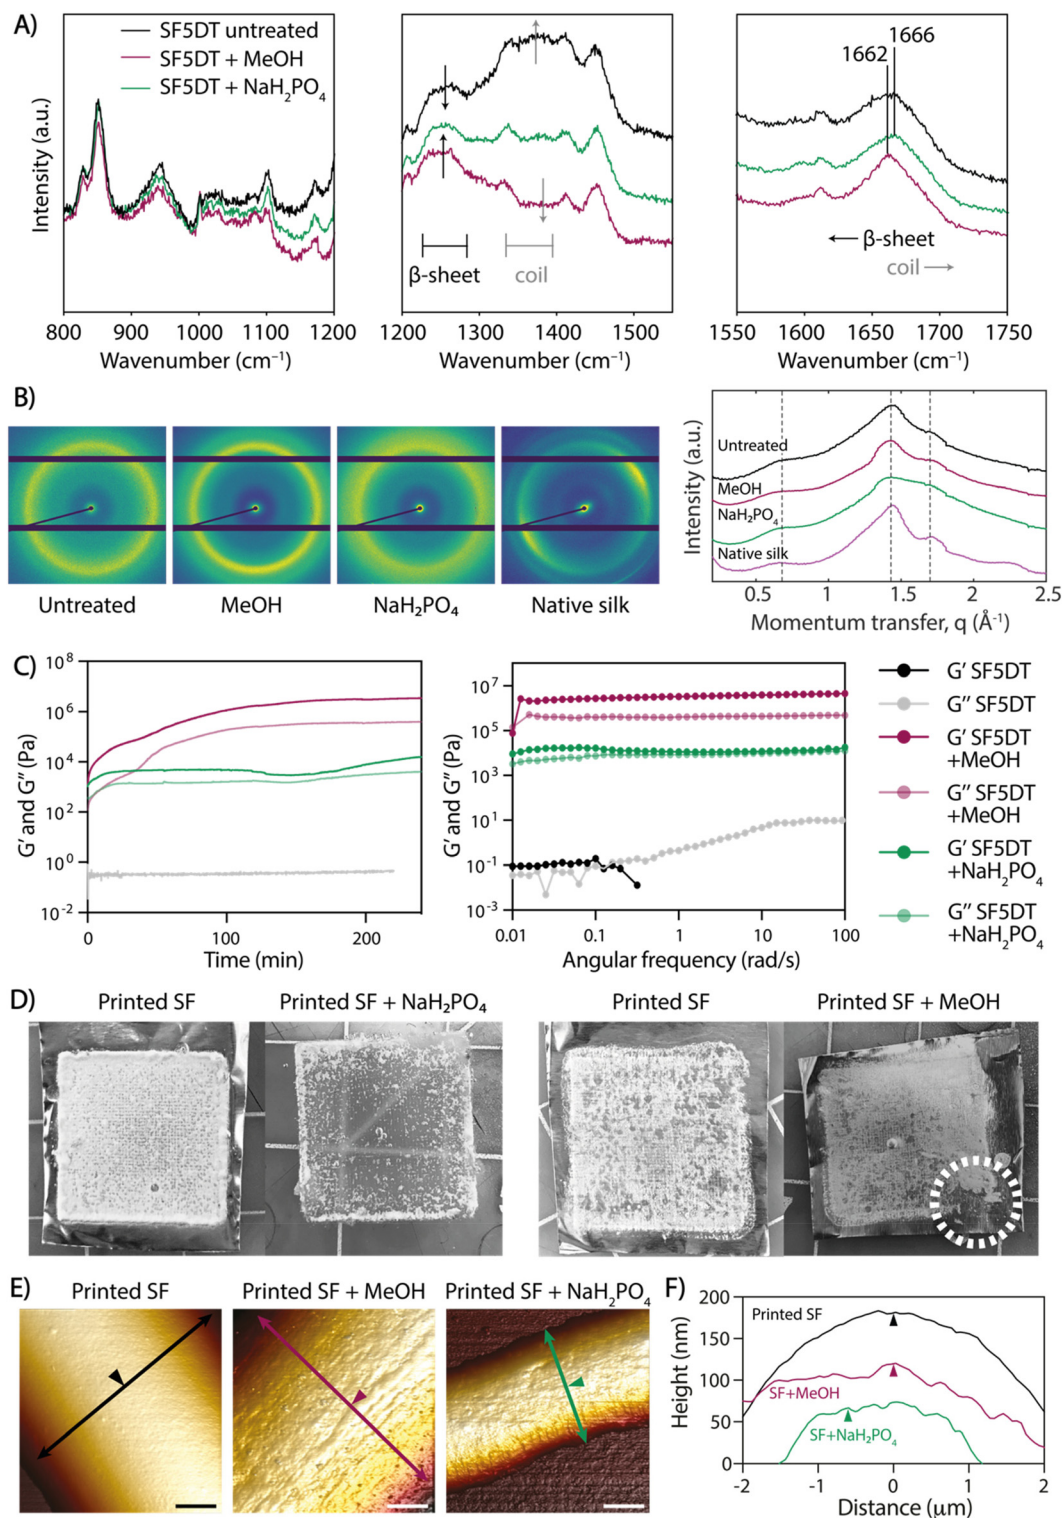 A)
SF5DT untreated
SF5DT + MeOH
SF5DT + NaH₂PO₄
Intensity (a.u.)
800 900 1000 1100 1200
Wavenumber (cm⁻¹)
β-sheet
coil
1200 1300 1400 1500
Wavenumber (cm⁻¹)
1666
1662
β-sheet
coil
1550 1600 1650 1700 1750
Wavenumber (cm⁻¹)
B)
Untreated
MeOH
NaH₂PO₄
Native silk
Intensity (a.u.)
Untreated
MeOH
NaH₂PO₄
Native silk
0.5 1 1.5 2 2.5
Momentum transfer, q (Å⁻¹)
C)
G′ and G″ (Pa)
10⁸
10⁶
10⁴
10²
10⁰
10⁻²
0 100 200
Time (min)
G′ and G″ (Pa)
10⁷
10⁵
10³
10¹
10⁻¹
10⁻³
0.01 0.1 1 10 100
Angular frequency (rad/s)
G′ SF5DT
G″ SF5DT
G′ SF5DT
+MeOH
G″ SF5DT
+MeOH
G′ SF5DT
+NaH₂PO₄
G″ SF5DT
+NaH₂PO₄
D)
Printed SF
Printed SF + NaH₂PO₄
Printed SF
Printed SF + MeOH
E)
Printed SF
Printed SF + MeOH
Printed SF + NaH₂PO₄
F)
Height (nm)
200
150
100
50
0
Printed SF
SF+MeOH
SF+NaH₂PO₄
-2 -1 0 1 2
Distance (μm)